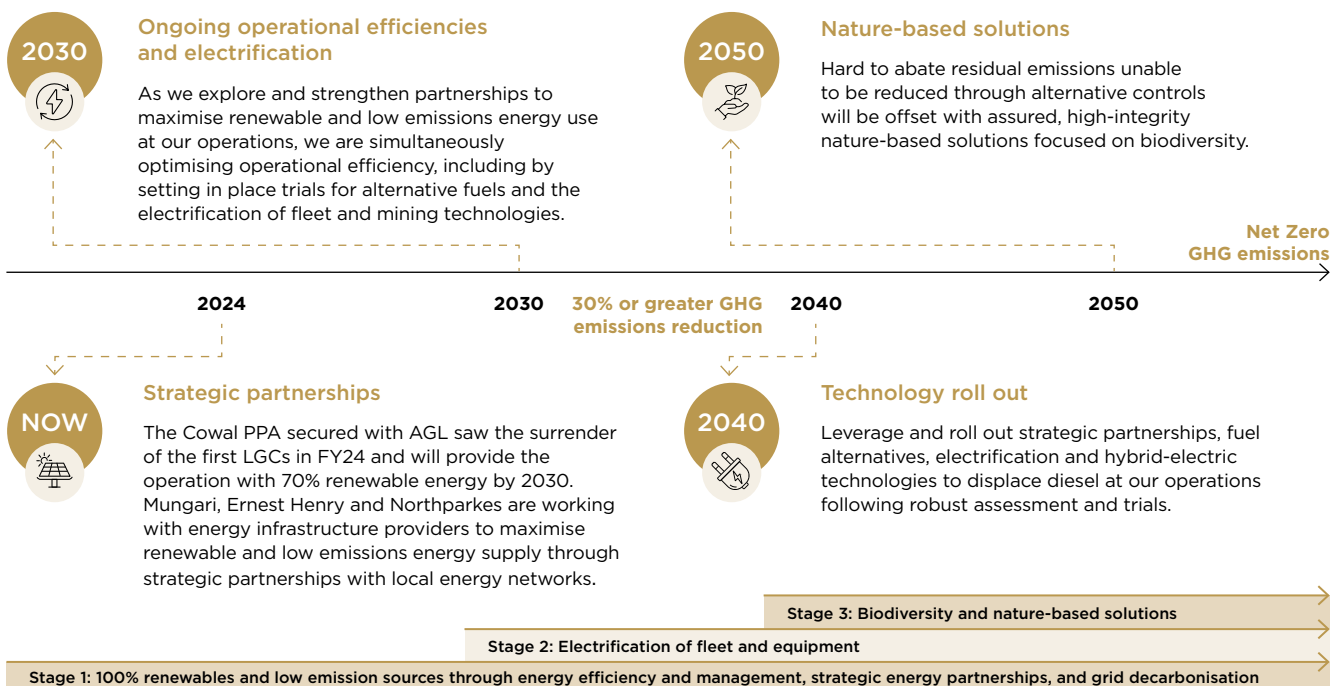 2030
Ongoing operational efficiencies
and electrification
As we explore and strengthen partnerships to
maximise renewable and low emissions energy use
at our operations, we are simultaneously
optimising operational efficiency, including by
setting in place trials for alternative fuels and the
electrification of fleet and mining technologies.
2050
Nature-based solutions
Hard to abate residual emissions unable
to be reduced through alternative controls
will be offset with assured, high-integrity
nature-based solutions focused on biodiversity.
Net Zero
GHG emissions
2024
2030
30% or greater GHG
emissions reduction
2040
2050
NOW
Strategic partnerships
The Cowal PPA secured with AGL saw the surrender
of the first LGCs in FY24 and will provide the
operation with 70% renewable energy by 2030.
Mungari, Ernest Henry and Northparkes are working
with energy infrastructure providers to maximise
renewable and low emissions energy supply through
strategic partnerships with local energy networks.
2040
Technology roll out
Leverage and roll out strategic partnerships, fuel
alternatives, electrification and hybrid-electric
technologies to displace diesel at our operations
following robust assessment and trials.
Stage 3: Biodiversity and nature-based solutions
Stage 2: Electrification of fleet and equipment
Stage 1: 100% renewables and low emission sources through energy efficiency and management, strategic energy partnerships, and grid decarbonisation